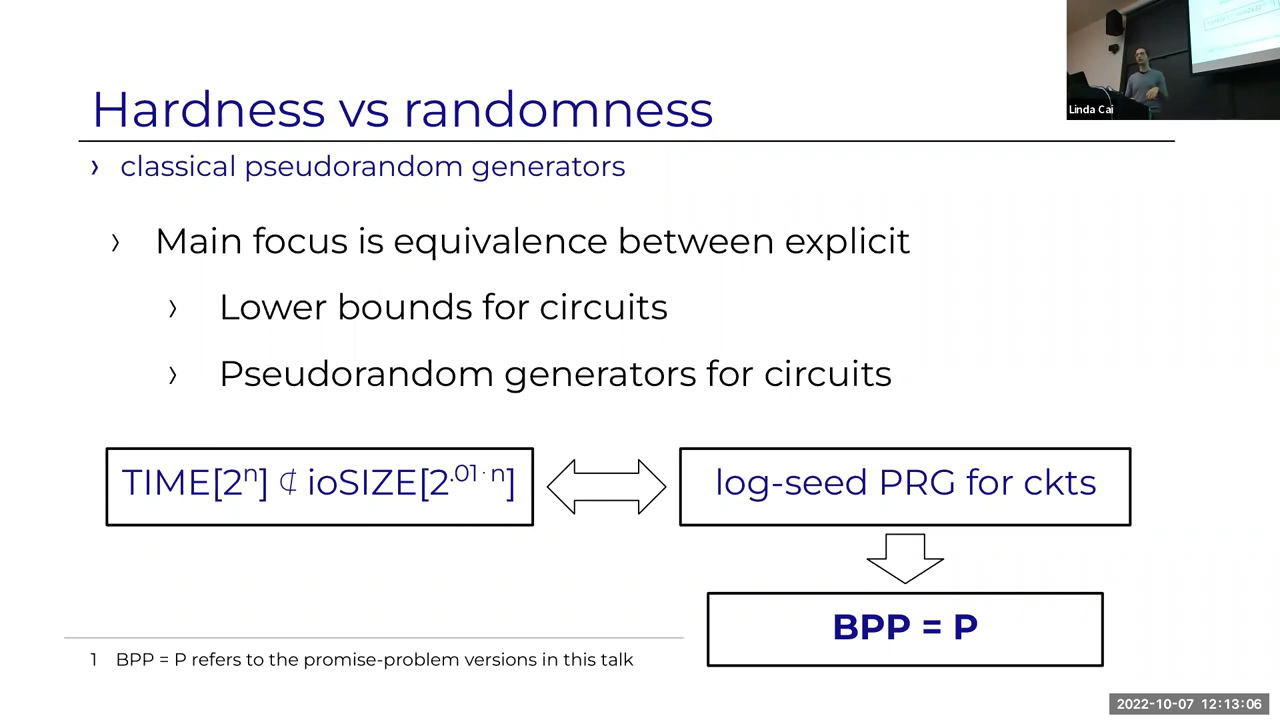 Hardness vs randomness
› classical pseudorandom generators
› Main focus is equivalence between explicit
› Lower bounds for circuits
› Pseudorandom generators for circuits
TIME[2ⁿ] ⊄ ioSIZE[2^.01·n]
log-seed PRG for ckts
BPP = P
1 BPP = P refers to the promise-problem versions in this talk
Linda Cai
2022-10-07 12:13:06